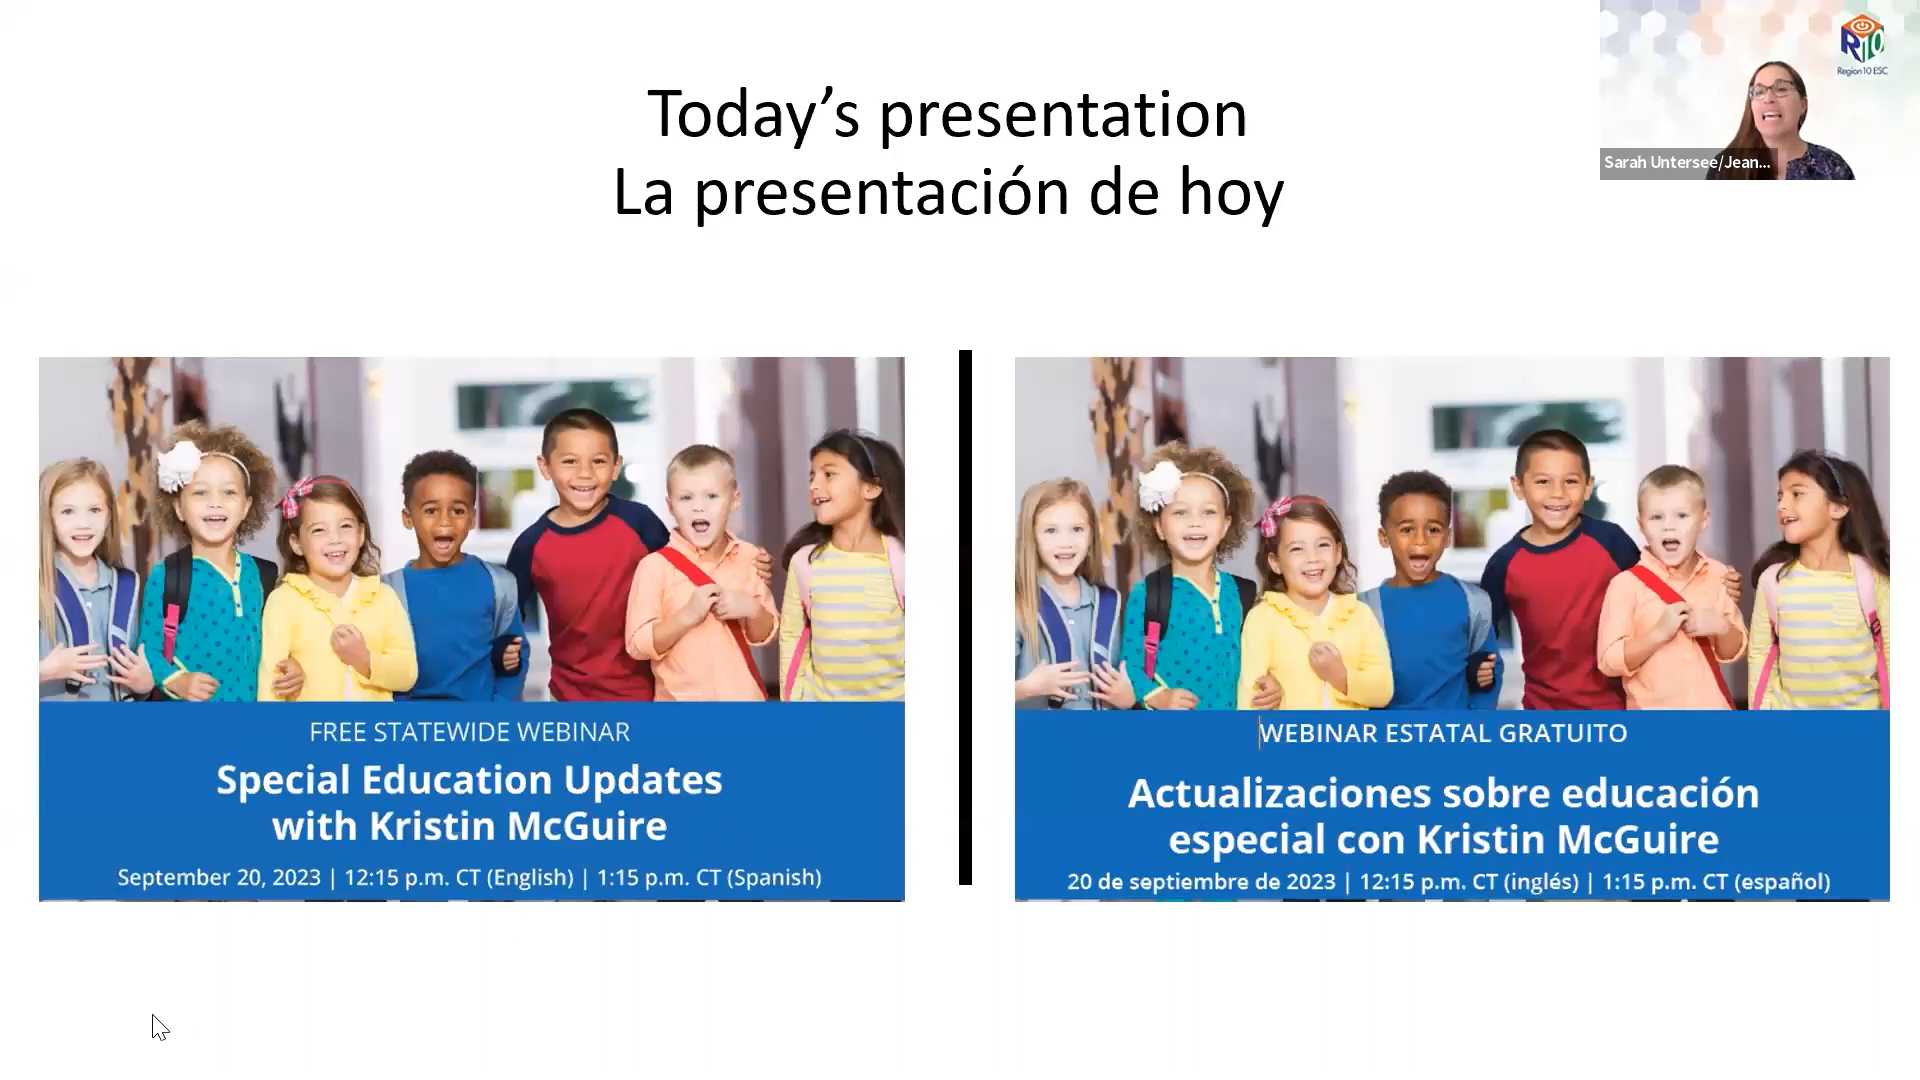 Today’s presentation
La presentación de hoy
R10
Region 10 ESC
Sarah Untersee/Jean...
FREE STATEWIDE WEBINAR
Special Education Updates
with Kristin McGuire
September 20, 2023 | 12:15 p.m. CT (English) | 1:15 p.m. CT (Spanish)
WEBINAR ESTATAL GRATUITO
Actualizaciones sobre educación
especial con Kristin McGuire
20 de septiembre de 2023 | 12:15 p.m. CT (inglés) | 1:15 p.m. CT (español)